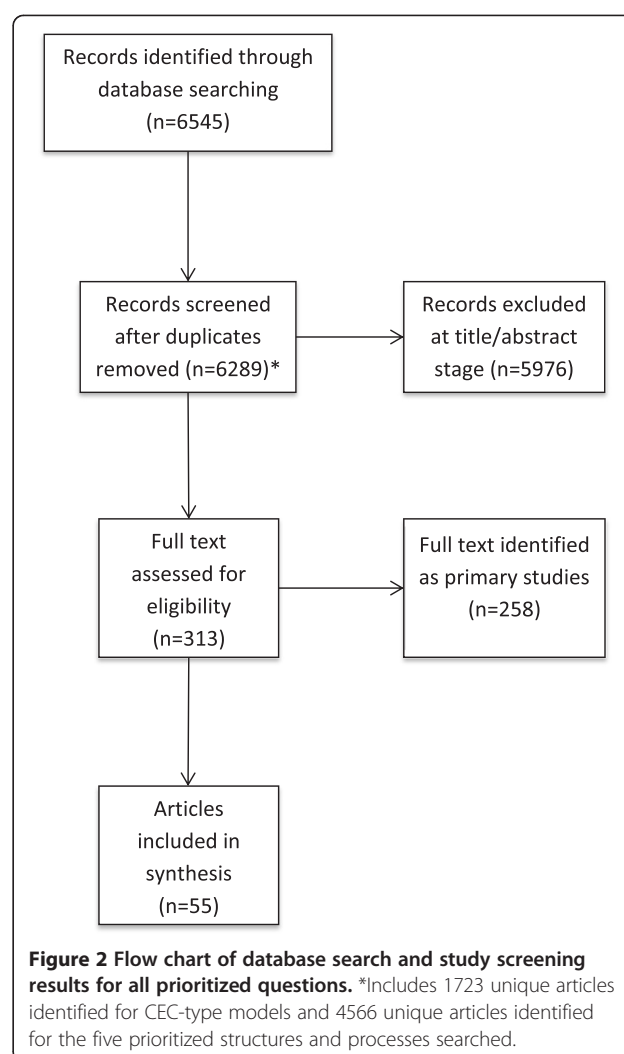 Records identified through
database searching
(n=6545)
Records screened
after duplicates
removed (n=6289)*
Records excluded
at title/abstract
stage (n=5976)
Full text
assessed for
eligibility
(n=313)
Full text identified
as primary studies
(n=258)
Articles
included in
synthesis
(n=55)
Figure 2 Flow chart of database search and study screening
results for all prioritized questions. *Includes 1723 unique articles
identified for CEC-type models and 4566 unique articles identified
for the five prioritized structures and processes searched.